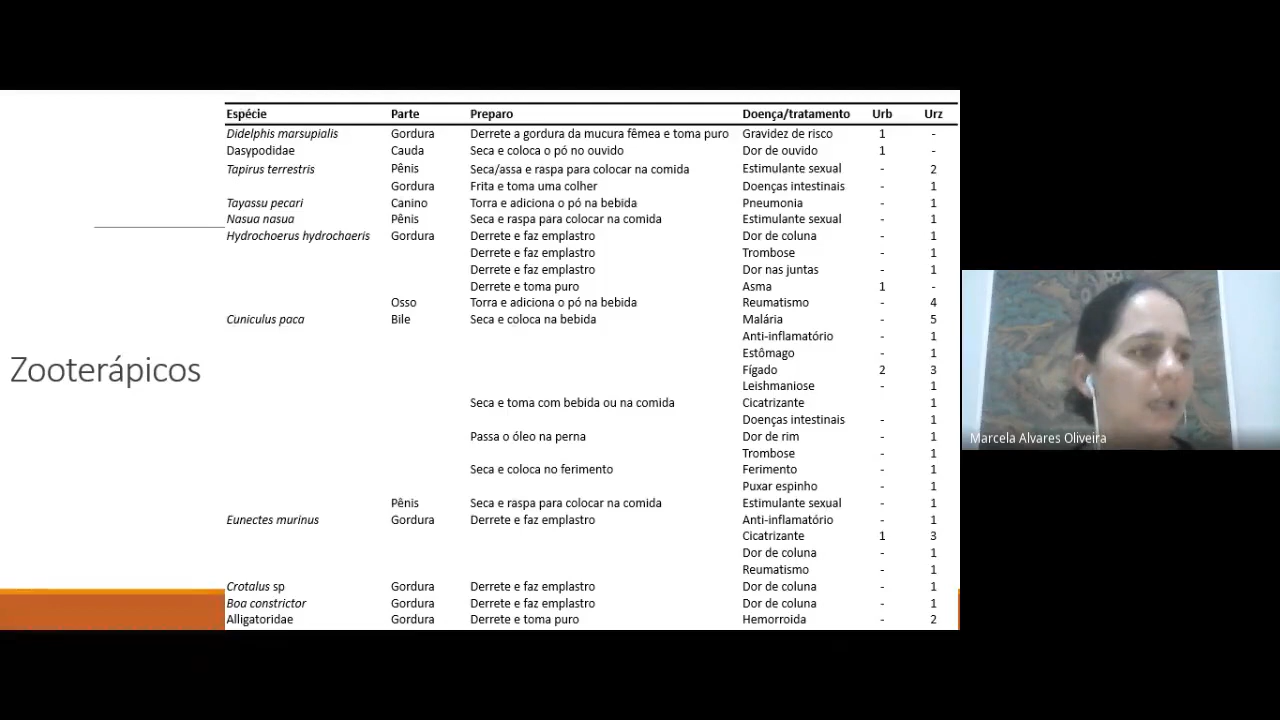 Zooterápicos
Espécie Parte Preparo Doença/tratamento Urb Urz
Didelphis marsupialis Gordura Derrete a gordura da mucura fêmea e toma puro Gravidez de risco 1 -
Dasypodidae Cauda Seca e coloca o pó no ouvido Dor de ouvido 1 -
Tapirus terrestris Pênis Seca/assa e raspa para colocar na comida Estimulante sexual - 2
Gordura Frita e toma uma colher Doenças intestinais - 1
Tayassu pecari Canino Torra e adiciona o pó na bebida Pneumonia - 1
Nasua nasua Pênis Seca e raspa para colocar na comida Estimulante sexual - 1
Hydrochoerus hydrochaeris Gordura Derrete e faz emplastro Dor de coluna - 1
Derrete e faz emplastro Trombose - 1
Derrete e faz emplastro Dor nas juntas - 1
Derrete e toma puro Asma 1 -
Osso Torra e adiciona o pó na bebida Reumatismo - 4
Cuniculus paca Bile Seca e coloca na bebida Malária - 5
Anti-inflamatório - 1
Estômago - 1
Fígado 2 3
Leishmaniose - 1
Seca e toma com bebida ou na comida Cicatrizante 1
Doenças intestinais - 1
Passa o óleo na perna Dor de rim - 1
Trombose - 1
Seca e coloca no ferimento Ferimento - 1
Puxar espinho - 1
Pênis Seca e raspa para colocar na comida Estimulante sexual - 1
Eunectes murinus Gordura Derrete e faz emplastro Anti-inflamatório - 1
Cicatrizante 1 3
Dor de coluna - 1
Reumatismo - 1
Crotalus sp Gordura Derrete e faz emplastro Dor de coluna - 1
Boa constrictor Gordura Derrete e faz emplastro Dor de coluna - 1
Alligatoridae Gordura Derrete e toma puro Hemorroida - 2
Marcela Alvares Oliveira